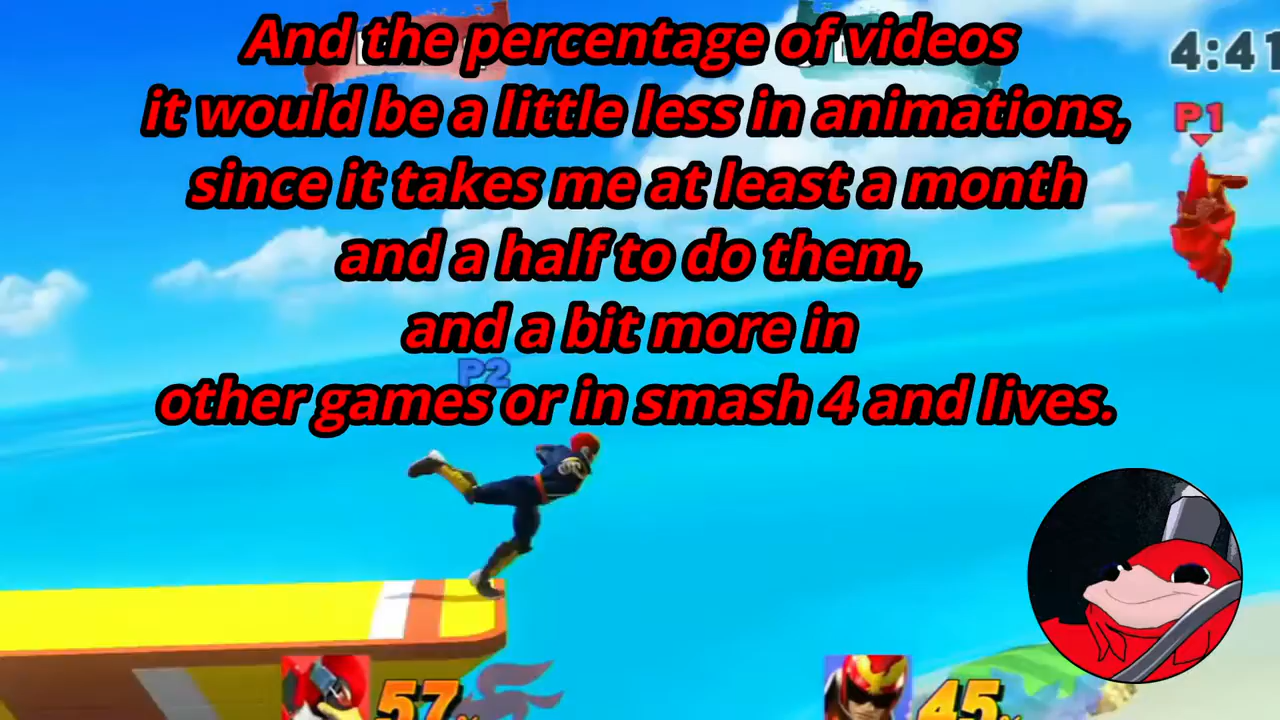 And the percentage of videos
4:41
it would be a little less in animations,
P1
since it takes me at least a month
and a half to do them,
and a bit more in
P2
other games or in smash 4 and lives.
57%
45%